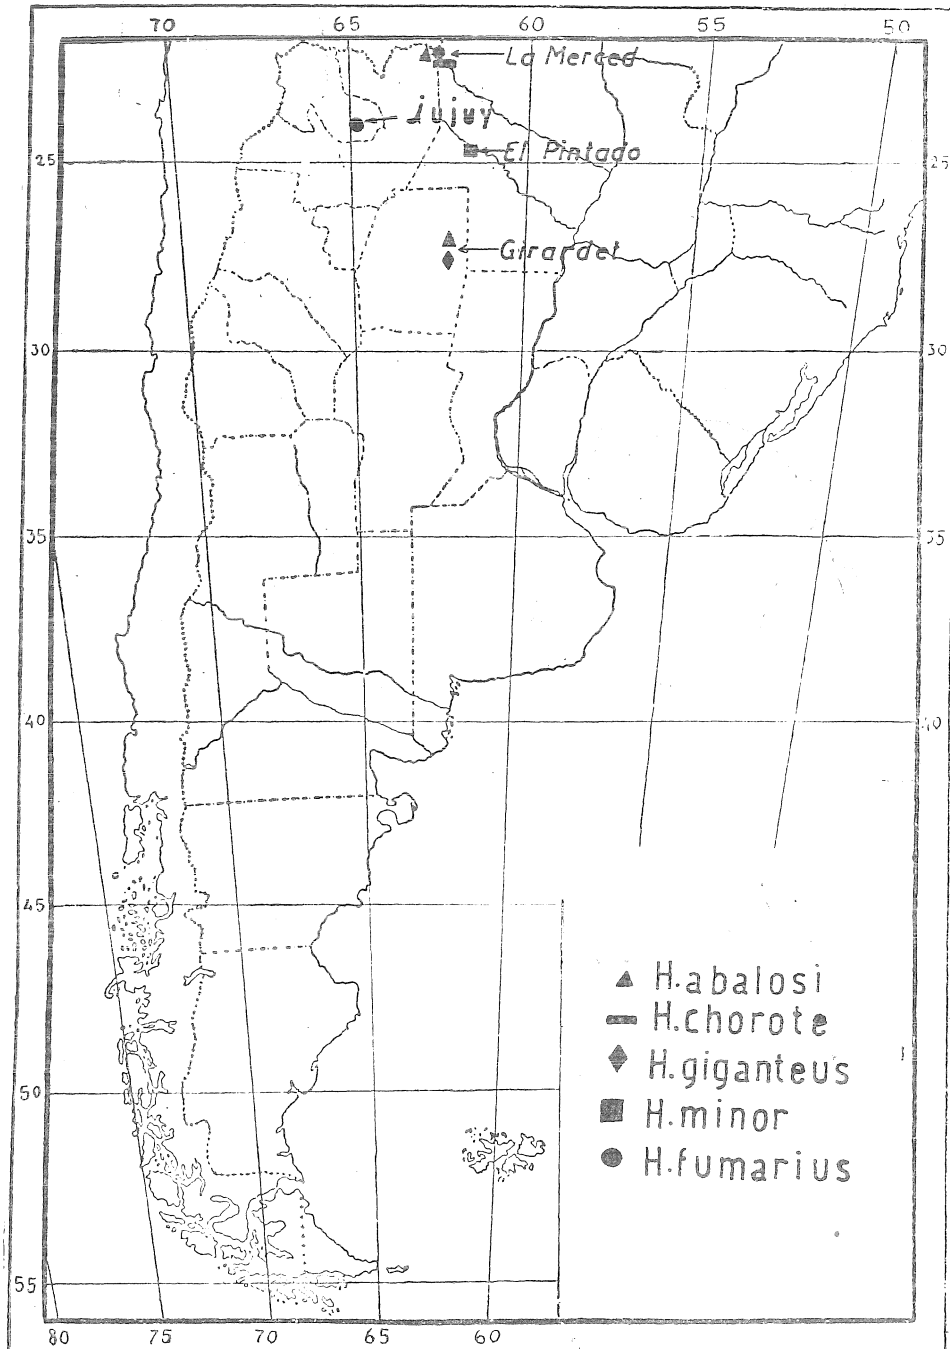 70 65 60 55 50
La Merced
jujuy
El Pintado
25 25
Girardet
30 30
35 35
40 40
45
50
55
80 75 70 65 60
H.abalosi
H.chorote
H.giganteus
H.minor
H.fumarius